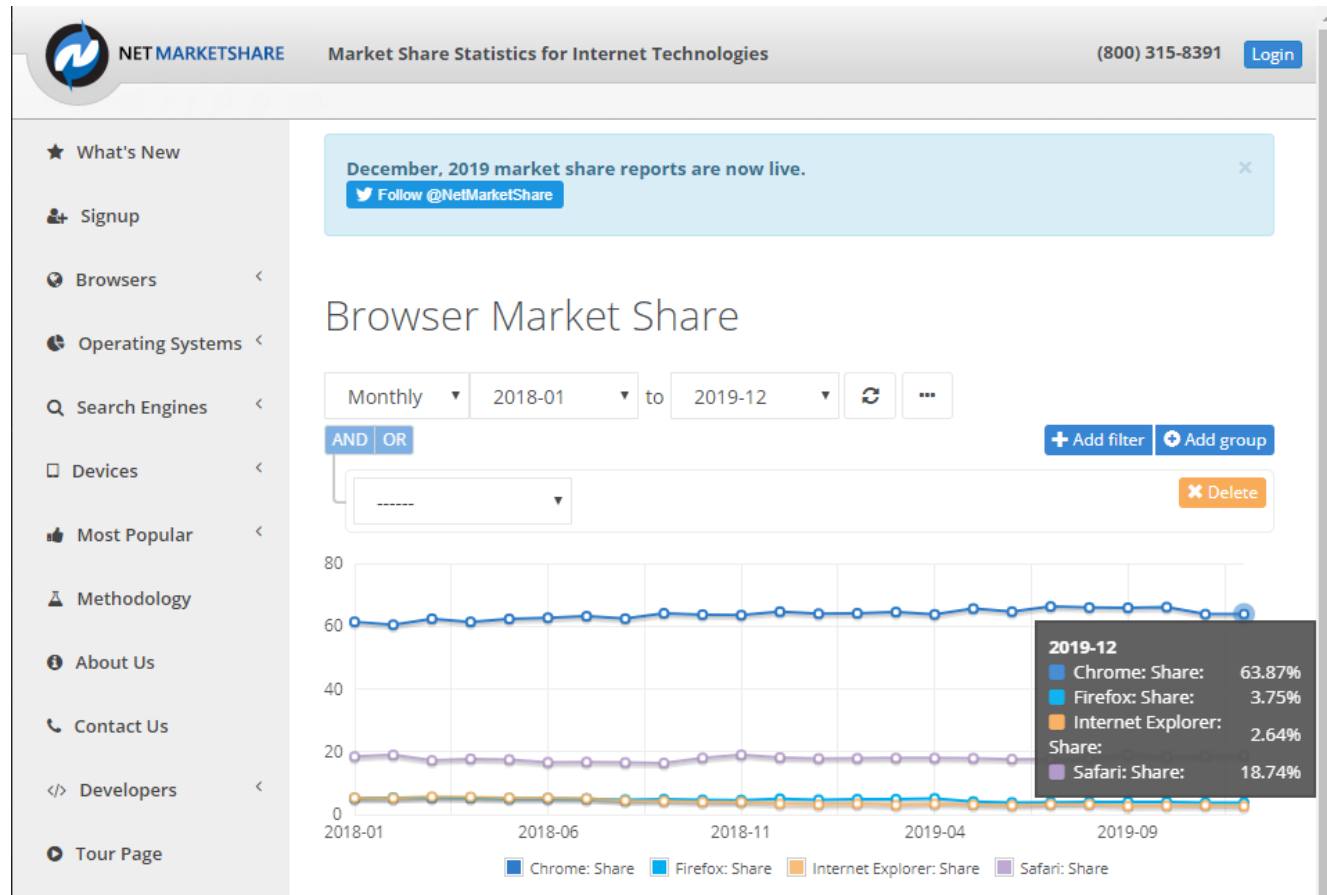 NETMARKETSHARE
Market Share Statistics for Internet Technologies
(800) 315-8391
Login
What's New
Signup
Browsers
Operating Systems
Search Engines
Devices
Most Popular
Methodology
About Us
Contact Us
Developers
Tour Page
December, 2019 market share reports are now live.
Follow @NetMarketShare
Browser Market Share
Monthly 2018-01 to 2019-12
AND OR
Add filter Add group
------
Delete
80
60
40
20
0
2018-01 2018-06 2018-11 2019-04 2019-09
2019-12
Chrome: Share: 63.87%
Firefox: Share: 3.75%
Internet Explorer: Share: 2.64%
Safari: Share: 18.74%
Chrome: Share Firefox: Share Internet Explorer: Share Safari: Share